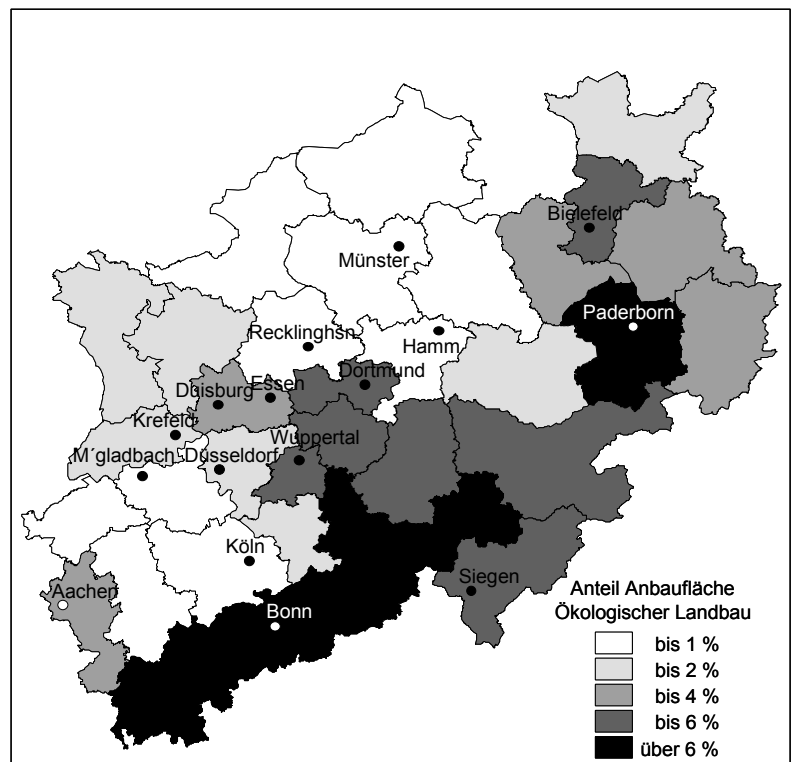 Bielefeld
Münster
Paderborn
Recklinghsn.
Hamm
Dortmund
Essen
Duisburg
Krefeld
Wuppertal
M´gladbach
Düsseldorf
Köln
Aachen
Siegen
Bonn
Anteil Anbaufläche
Ökologischer Landbau
bis 1 %
bis 2 %
bis 4 %
bis 6 %
über 6 %